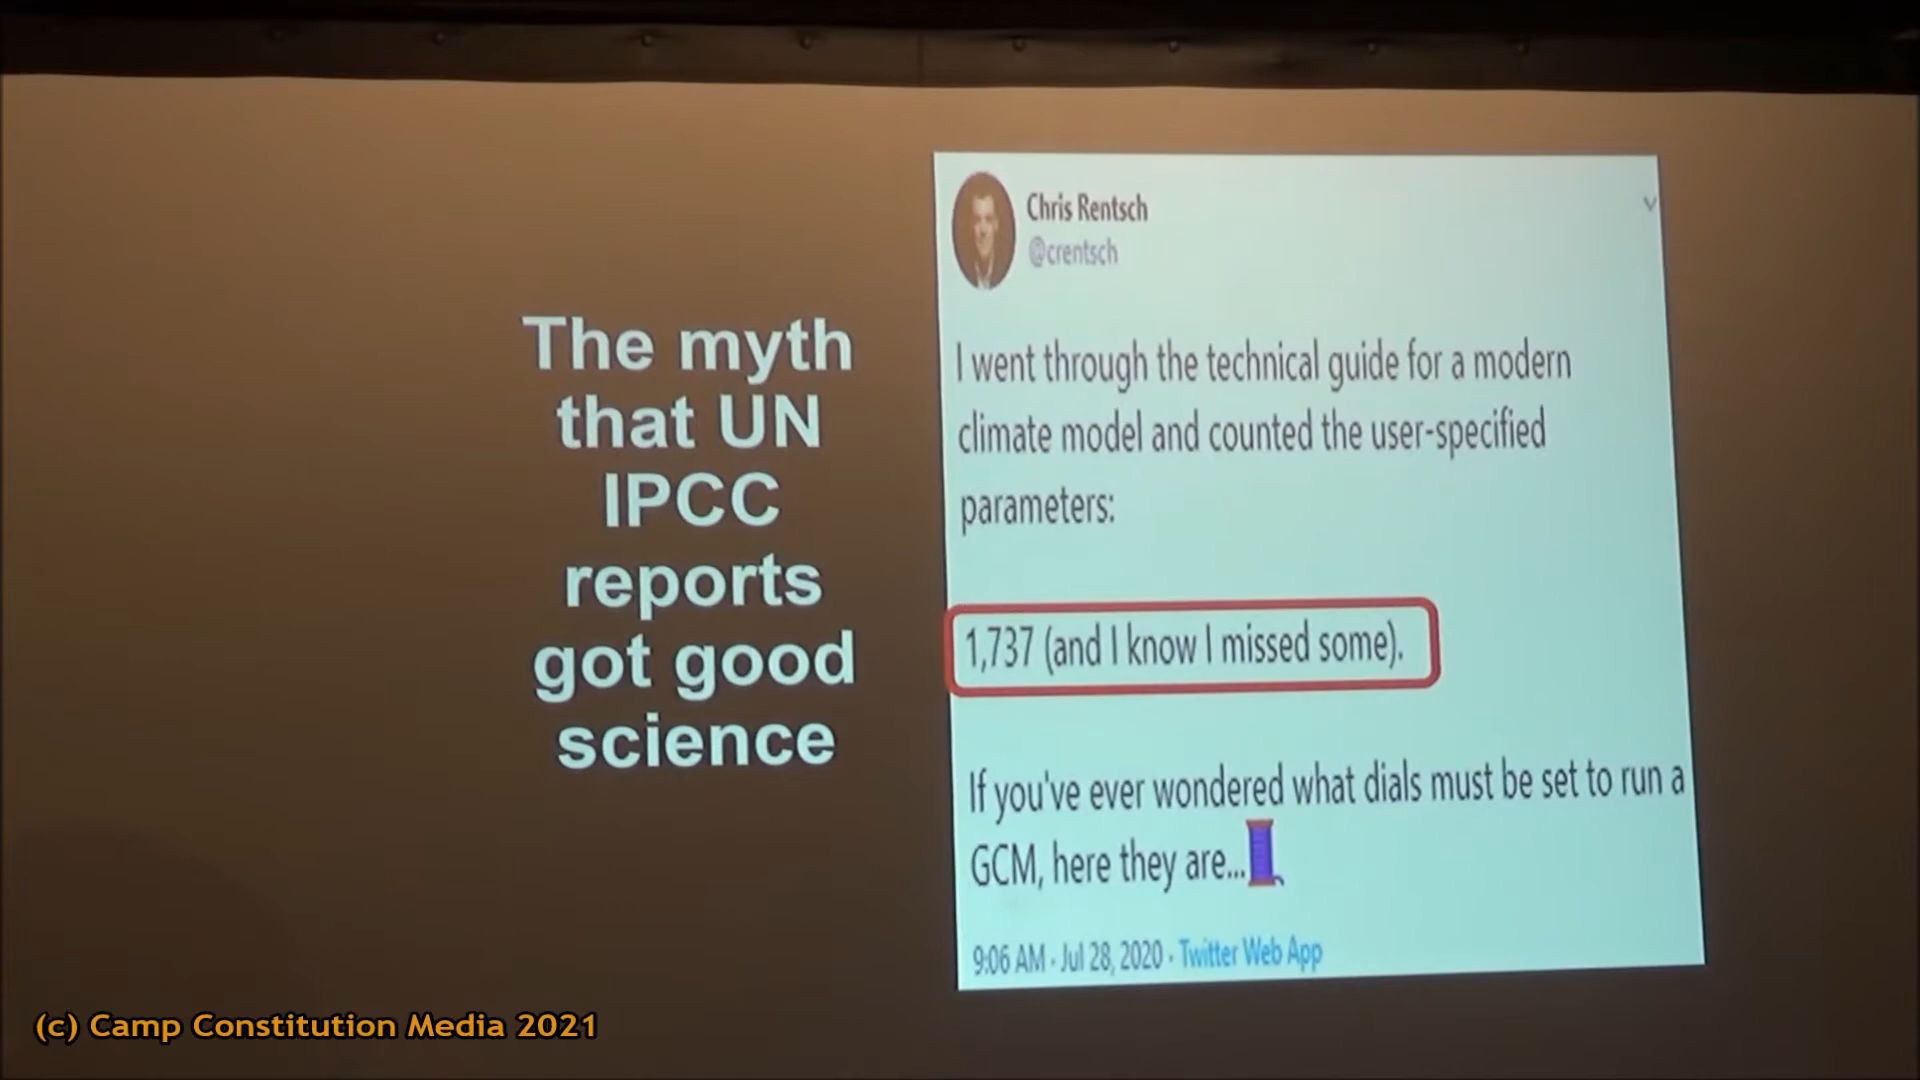 The myth
that UN
IPCC
reports
got good
science
Chris Rentsch
@crentsch
I went through the technical guide for a modern
climate model and counted the user-specified
parameters:
1,737 (and I know I missed some).
If you've ever wondered what dials must be set to run a
GCM, here they are...
9:06 AM · Jul 28, 2020 · Twitter Web App
(c) Camp Constitution Media 2021